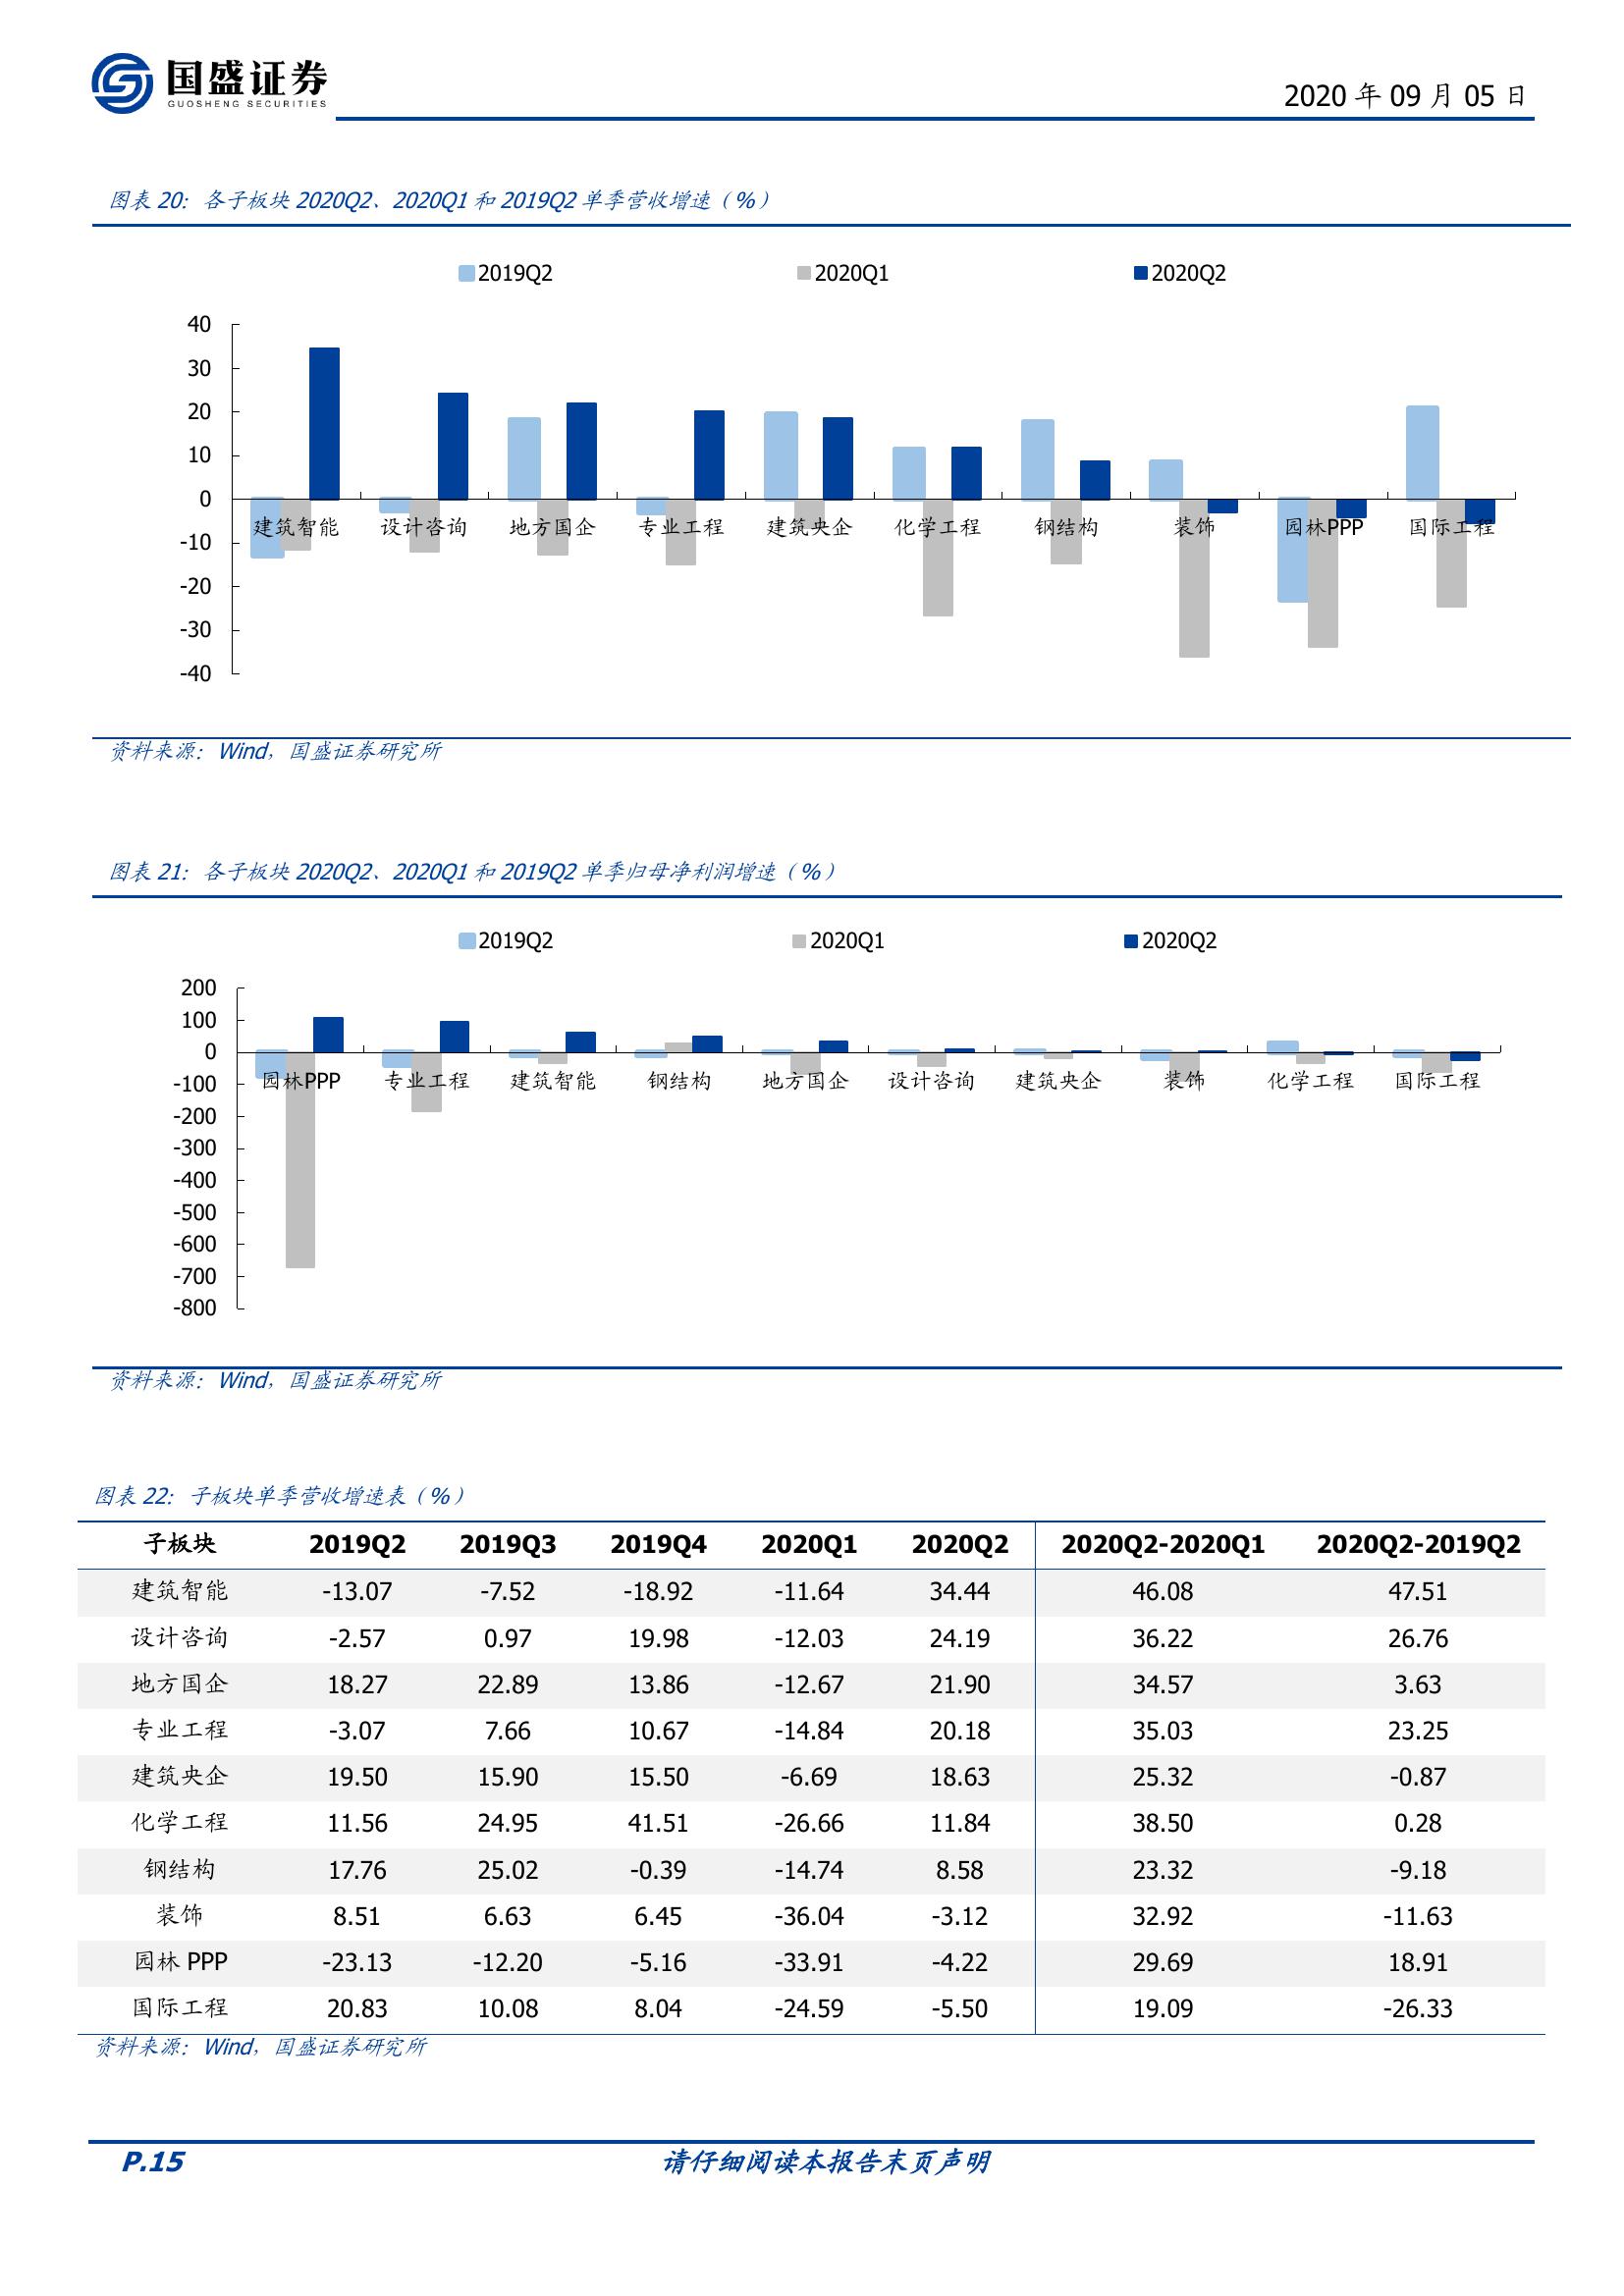 国盛证券
GUOSHENG SECURITIES
2020 年 09 月 05 日
图表 20：各子板块 2020Q2、2020Q1 和 2019Q2 单季营收增速（%）
2019Q2 2020Q1 2020Q2
40
30
20
10
0
-10
-20
-30
-40
建筑智能 设计咨询 地方国企 专业工程 建筑央企 化学工程 钢结构 装饰 园林PPP 国际工程
资料来源：Wind，国盛证券研究所
图表 21：各子板块 2020Q2、2020Q1 和 2019Q2 单季归母净利润增速（%）
2019Q2 2020Q1 2020Q2
200
100
0
-100
-200
-300
-400
-500
-600
-700
-800
园林PPP 专业工程 建筑智能 钢结构 地方国企 设计咨询 建筑央企 装饰 化学工程 国际工程
资料来源：Wind，国盛证券研究所
图表 22：子板块单季营收增速表（%）
子板块 2019Q2 2019Q3 2019Q4 2020Q1 2020Q2 2020Q2-2020Q1 2020Q2-2019Q2
建筑智能 -13.07 -7.52 -18.92 -11.64 34.44 46.08 47.51
设计咨询 -2.57 0.97 19.98 -12.03 24.19 36.22 26.76
地方国企 18.27 22.89 13.86 -12.67 21.90 34.57 3.63
专业工程 -3.07 7.66 10.67 -14.84 20.18 35.03 23.25
建筑央企 19.50 15.90 15.50 -6.69 18.63 25.32 -0.87
化学工程 11.56 24.95 41.51 -26.66 11.84 38.50 0.28
钢结构 17.76 25.02 -0.39 -14.74 8.58 23.32 -9.18
装饰 8.51 6.63 6.45 -36.04 -3.12 32.92 -11.63
园林 PPP -23.13 -12.20 -5.16 -33.91 -4.22 29.69 18.91
国际工程 20.83 10.08 8.04 -24.59 -5.50 19.09 -26.33
资料来源：Wind，国盛证券研究所
P.15 请仔细阅读本报告末页声明